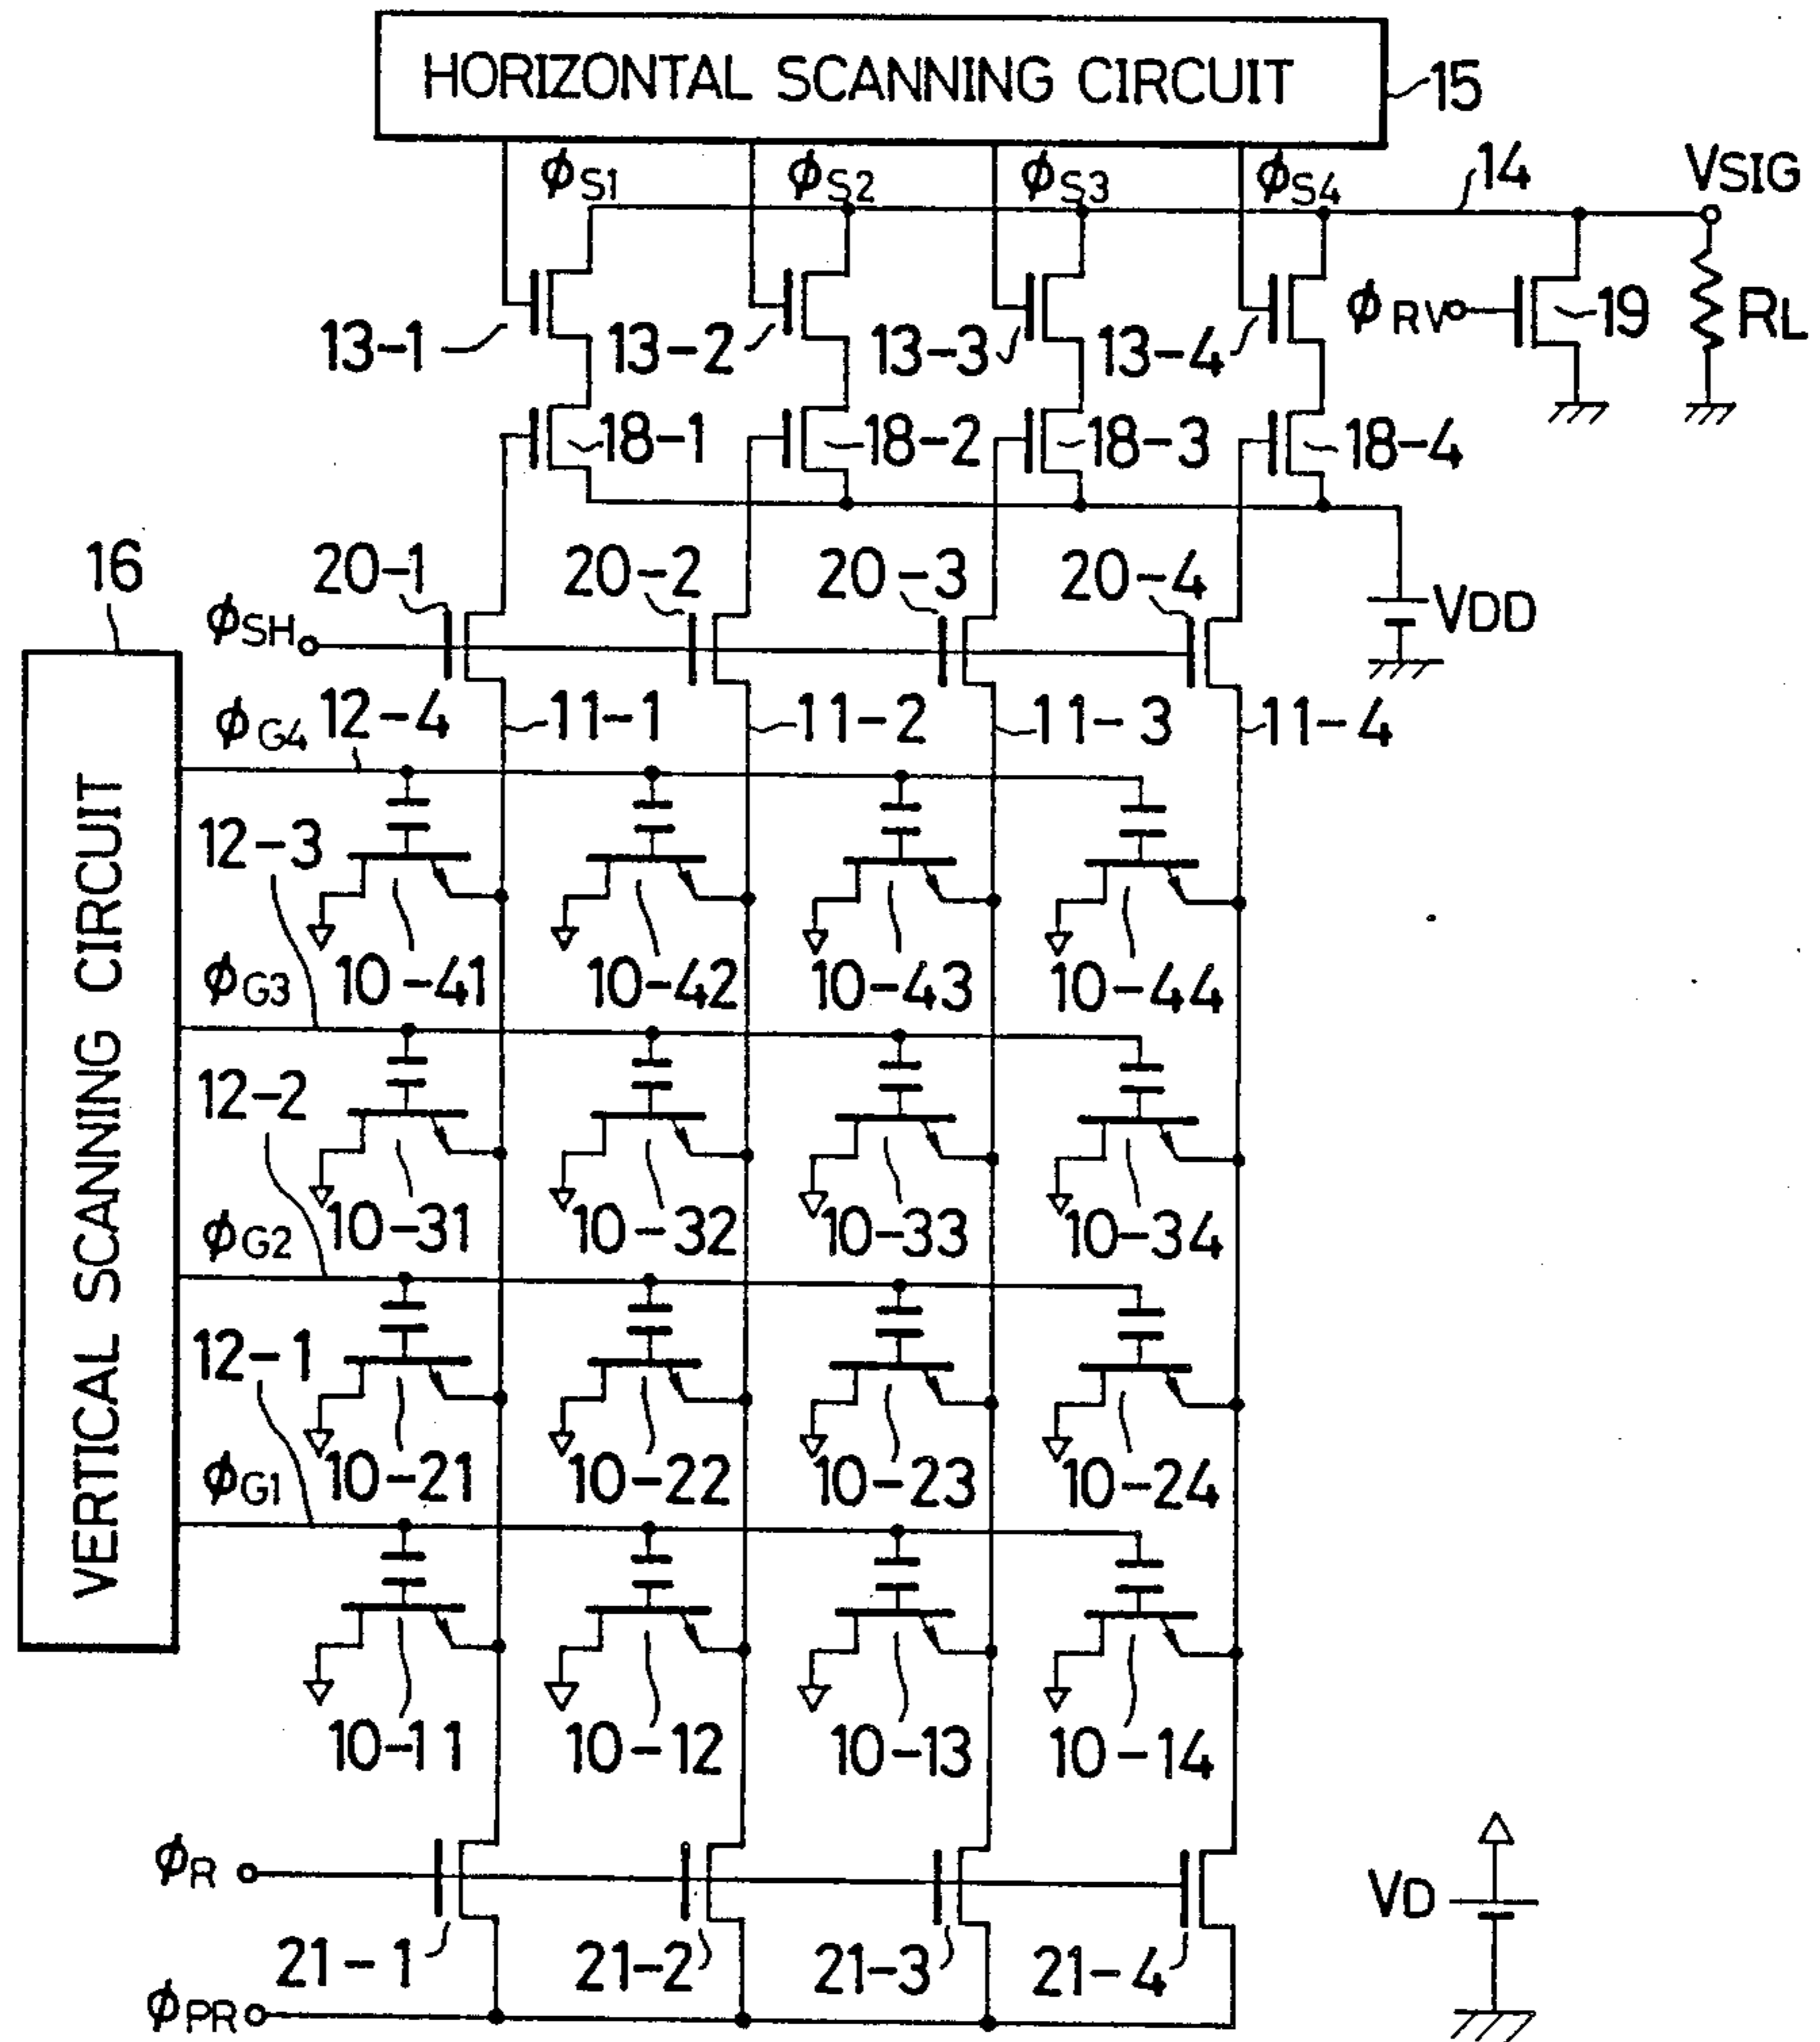 HORIZONTAL SCANNING CIRCUIT
15
ϕS1 ϕS2 ϕS3 ϕS4 14 VSIG
13-1 13-2 13-3 13-4 ϕRV 19 RL
18-1 18-2 18-3 18-4
16 20-1 20-2 20-3 20-4
ϕSH VDD
ϕG4 12-4 11-1 11-2 11-3 11-4
VERTICAL SCANNING CIRCUIT
12-3
ϕG3 10-41 10-42 10-43 10-44
12-2
ϕG2 10-31 10-32 10-33 10-34
12-1
ϕG1 10-21 10-22 10-23 10-24
10-11 10-12 10-13 10-14
ϕR VD
21-1 21-2 21-3 21-4
ϕPR